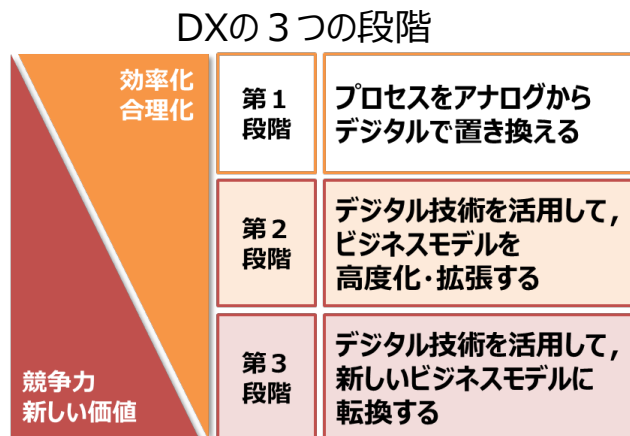 DXの３つの段階
効率化
合理化
第１
段階
プロセスをアナログから
デジタルで置き換える
第２
段階
デジタル技術を活用して，
ビジネスモデルを
高度化・拡張する
第３
段階
デジタル技術を活用して，
新しいビジネスモデルに
転換する
競争力
新しい価値